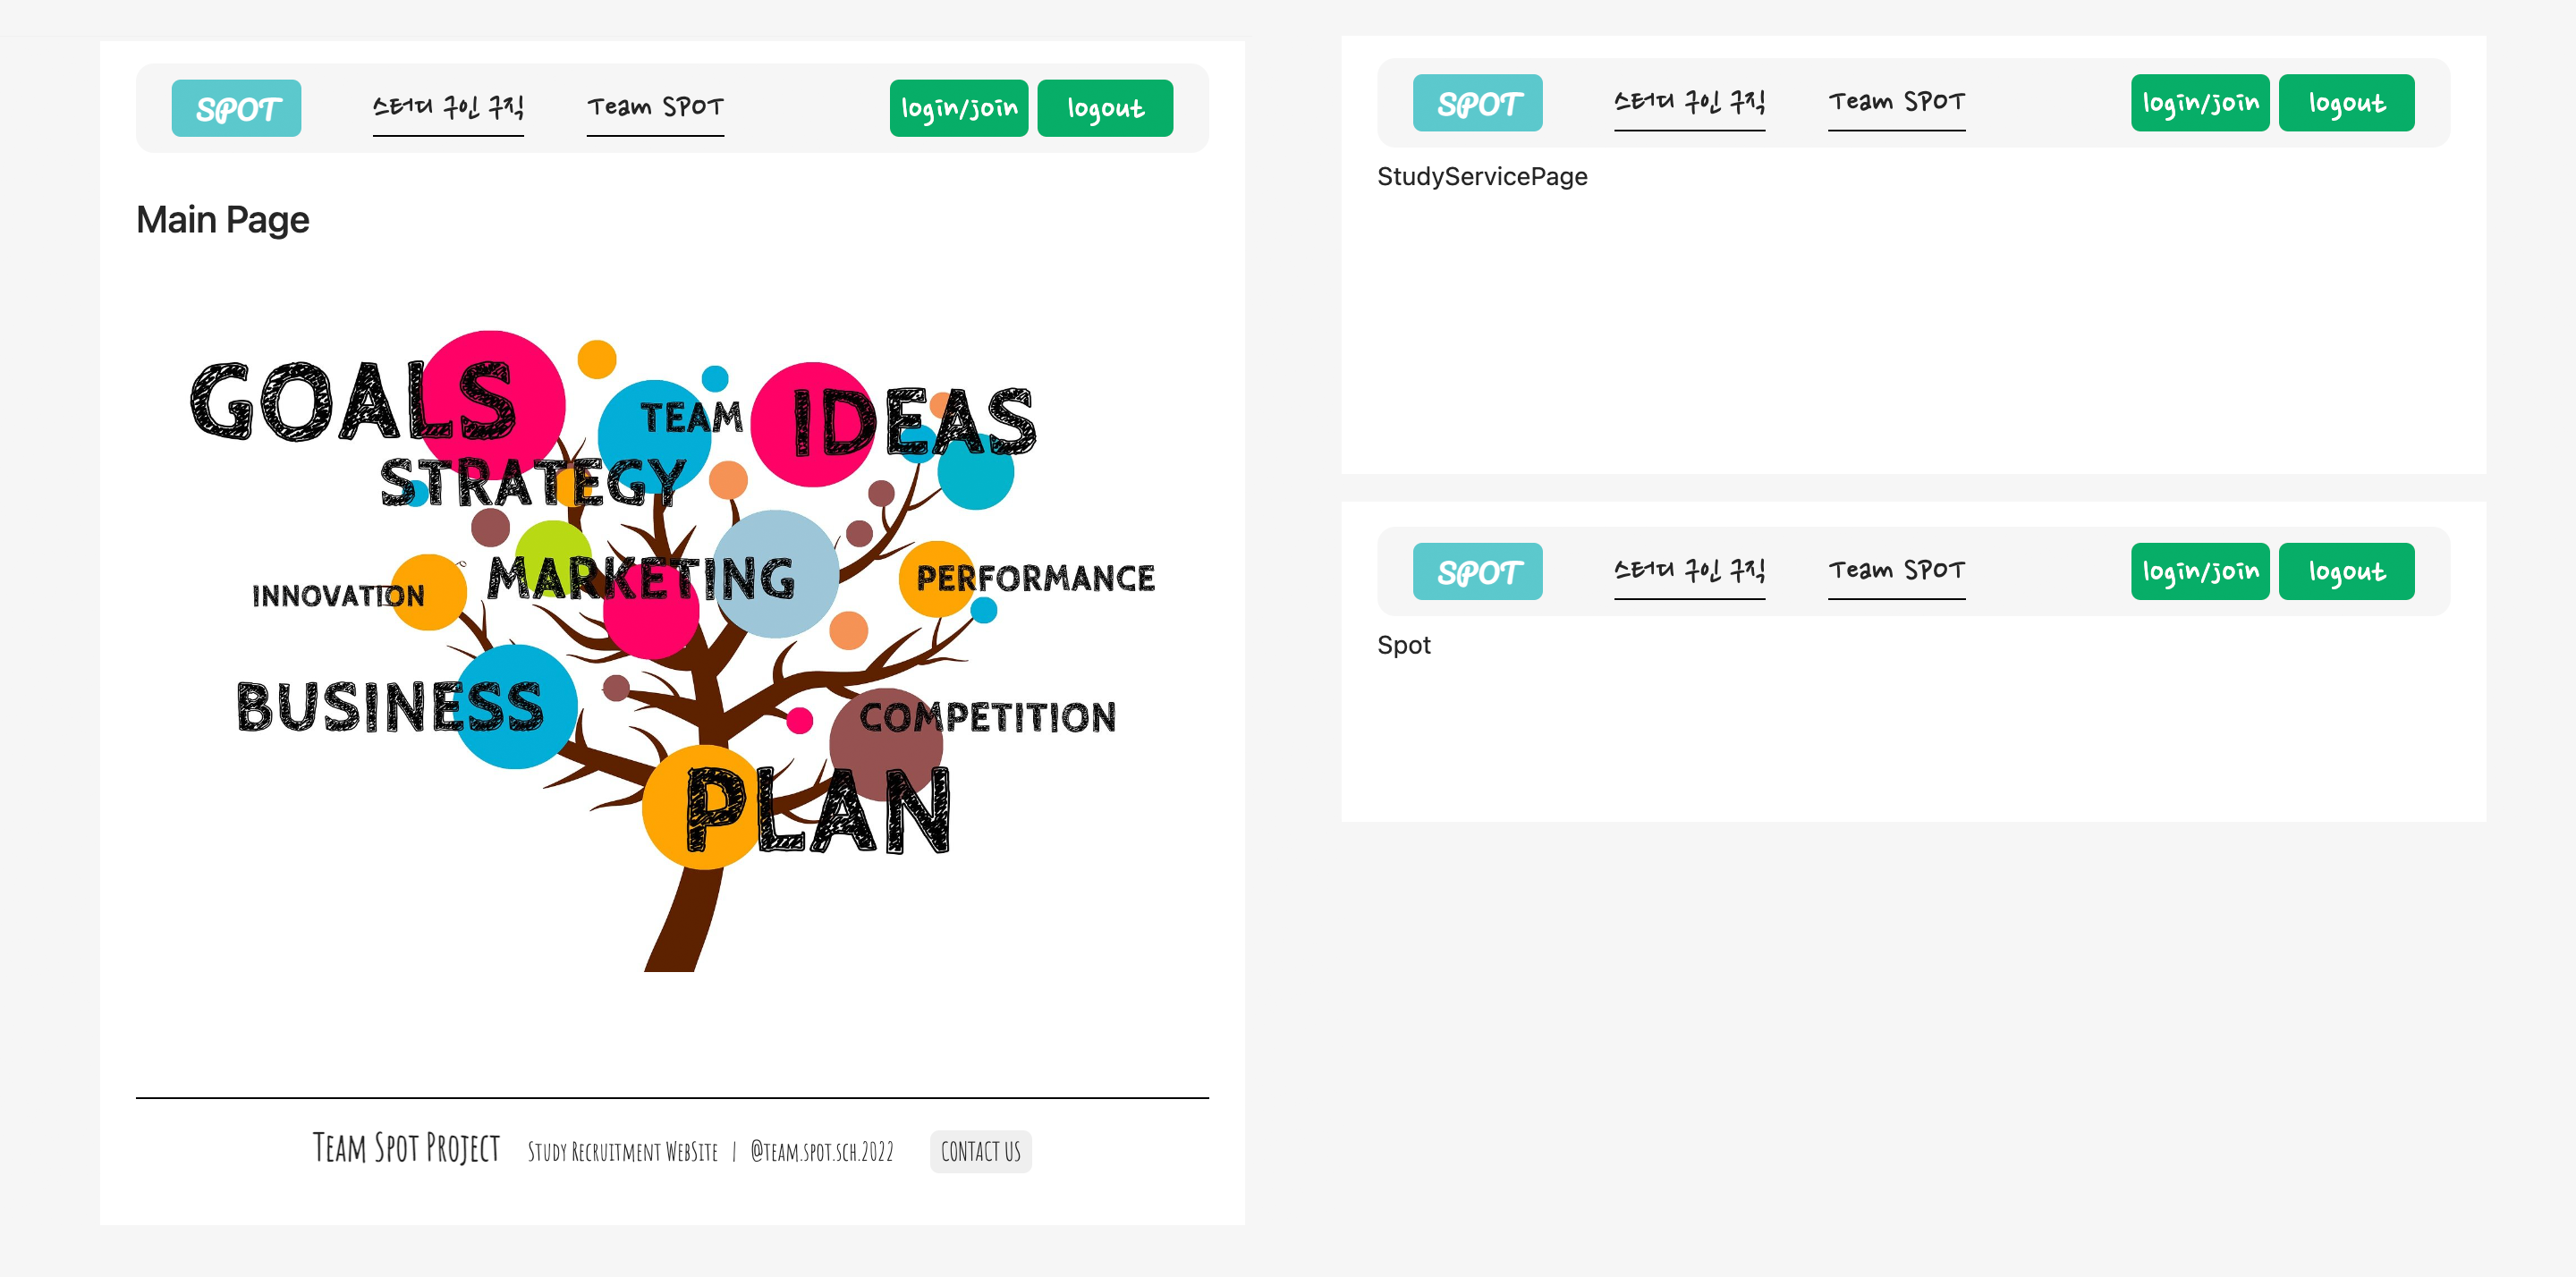 SPOT 스터디 구인 구직 Team SPOT login/join logout
Main Page
GOALS
TEAM
IDEAS
STRATEGY
MARKETING
INNOVATION
PERFORMANCE
BUSINESS
COMPETITION
PLAN
Team Spot Project Study Recruitment WebSite | @team.spot.sch.2022 CONTACT US
SPOT 스터디 구인 구직 Team SPOT login/join logout
StudyServicePage
SPOT 스터디 구인 구직 Team SPOT login/join logout
Spot